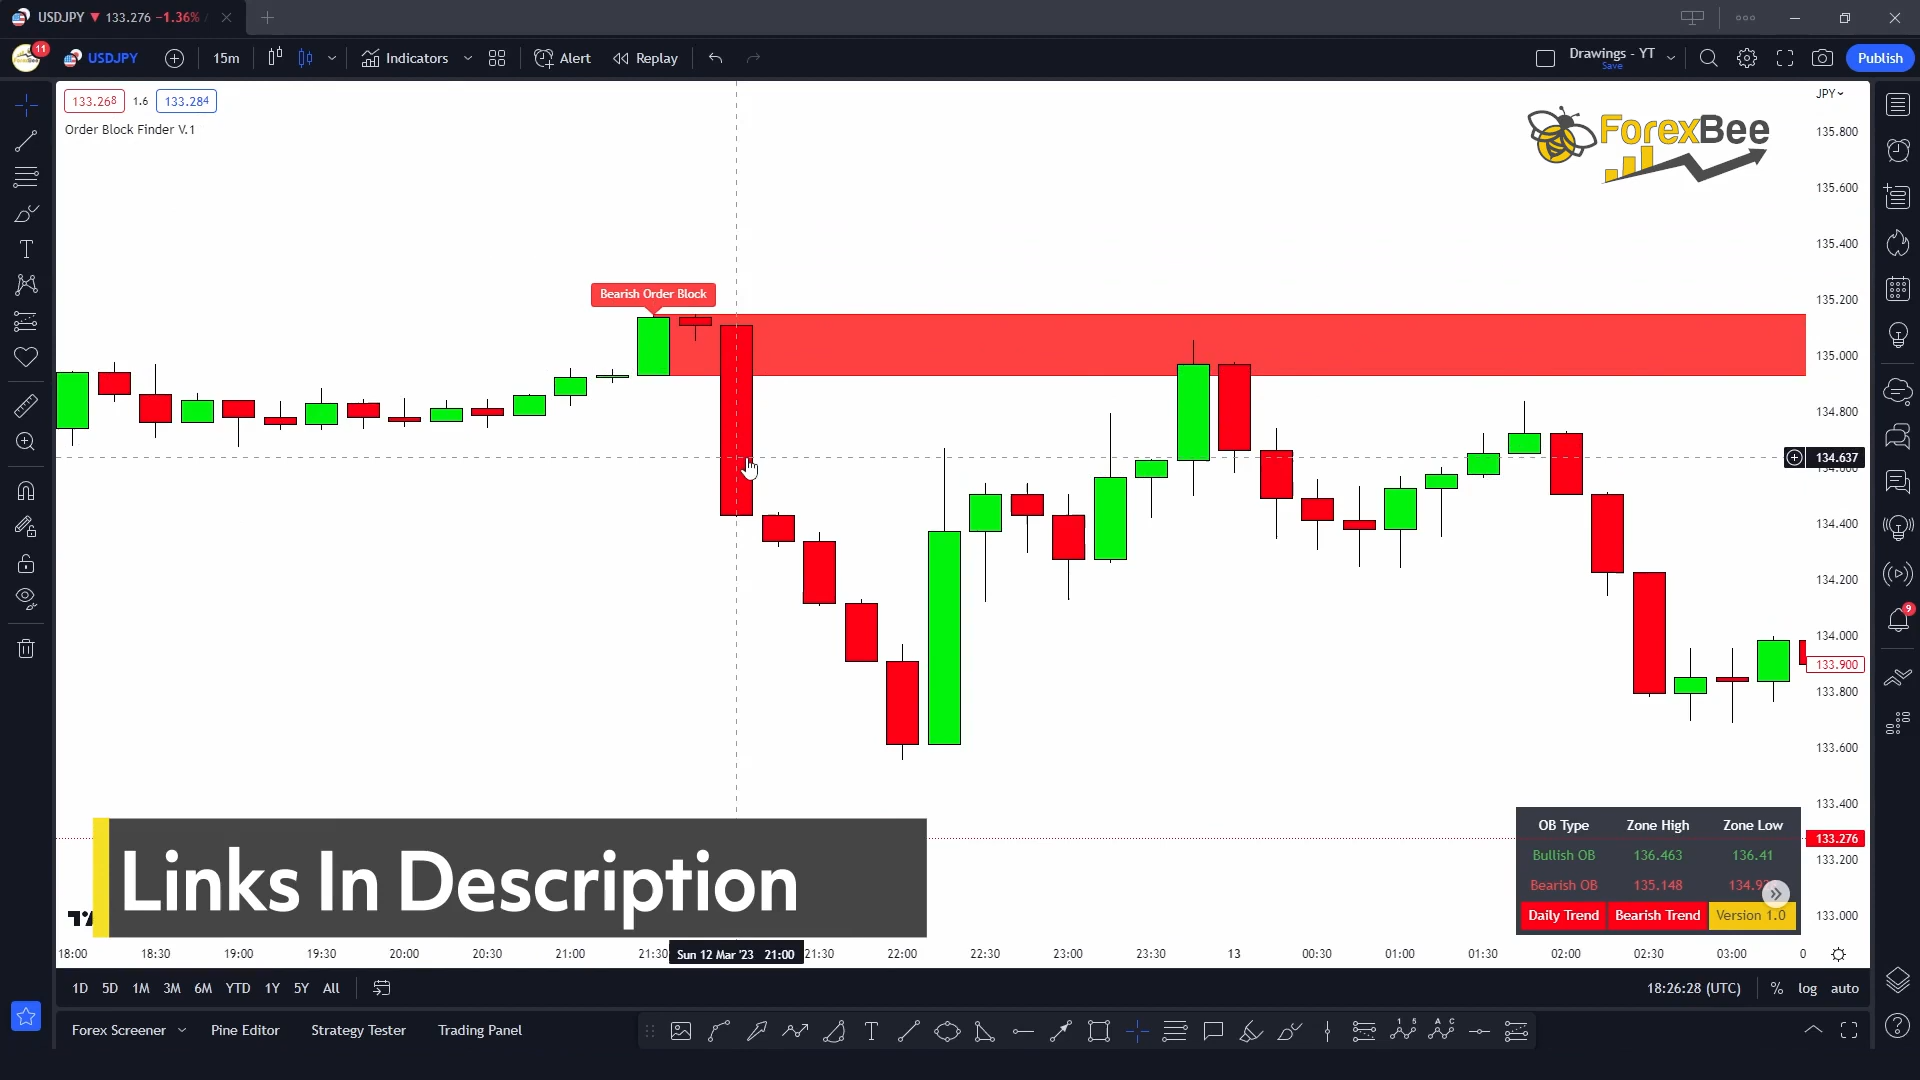 USDJPY ▼ 133.276 −1.36% /
11 USDJPY 15m Indicators Alert Replay Drawings - YT Save Publish
133.268 1.6 133.284
Order Block Finder V.1
JPY
ForexBee
135.800
135.600
135.400
135.200
135.000
134.800
134.637
134.600
134.400
134.200
134.000
133.900
133.800
133.600
133.400
133.276
133.200
133.000
Bearish Order Block
9
Links In Description
OB Type Zone High Zone Low
Bullish OB 136.463 136.41
Bearish OB 135.148
Daily Trend Bearish Trend Version 1.0
18:00 18:30 19:00 19:30 20:00 20:30 21:00 21:30 Sun 12 Mar '23 21:00 21:30 22:00 22:30 23:00 23:30 13 00:30 01:00 01:30 02:00 02:30 03:00 0
1D 5D 1M 3M 6M YTD 1Y 5Y All 18:26:28 (UTC) % log auto
Forex Screener Pine Editor Strategy Tester Trading Panel